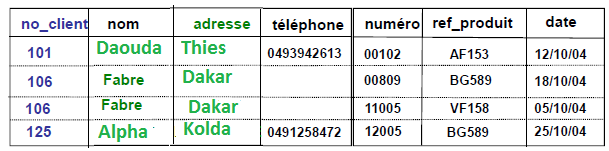 no_client nom adresse téléphone numéro ref_produit date
101 Daouda Thies 0493942613 00102 AF153 12/10/04
106 Fabre Dakar 00809 BG589 18/10/04
106 Fabre Dakar 11005 VF158 05/10/04
125 Alpha Kolda 0491258472 12005 BG589 25/10/04